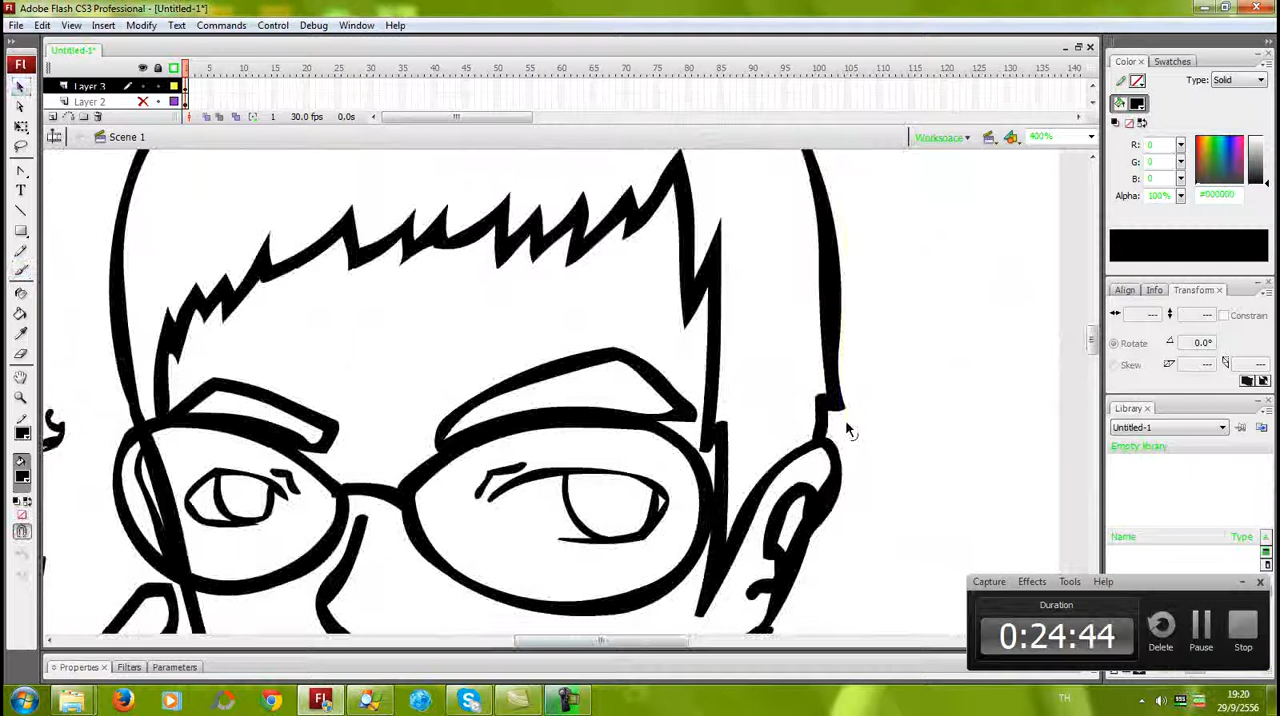 Adobe Flash CS3 Professional - [Untitled-1*]
File Edit View Insert Modify Text Commands Control Debug Window Help
Untitled-1*
5 10 15 20 25 30 35 40 45 50 55 60 65 70 75 80 85 90 95 100 105 110 115 120 125 130 135 140
Layer 3
Layer 2
1 30.0 fps 0.0s
Scene 1
Workspace
400%
Fl
T
Color Swatches
Type: Solid
R: 0
G: 0
B: 0
Alpha: 100% #000000
Align Info Transform
Constrain
Rotate 0.0°
Skew
Library
Untitled-1
Empty library
Name Type
Capture Effects Tools Help
Duration
0:24:44
Delete Pause Stop
Properties Filters Parameters
TH
19:20
29/9/2556